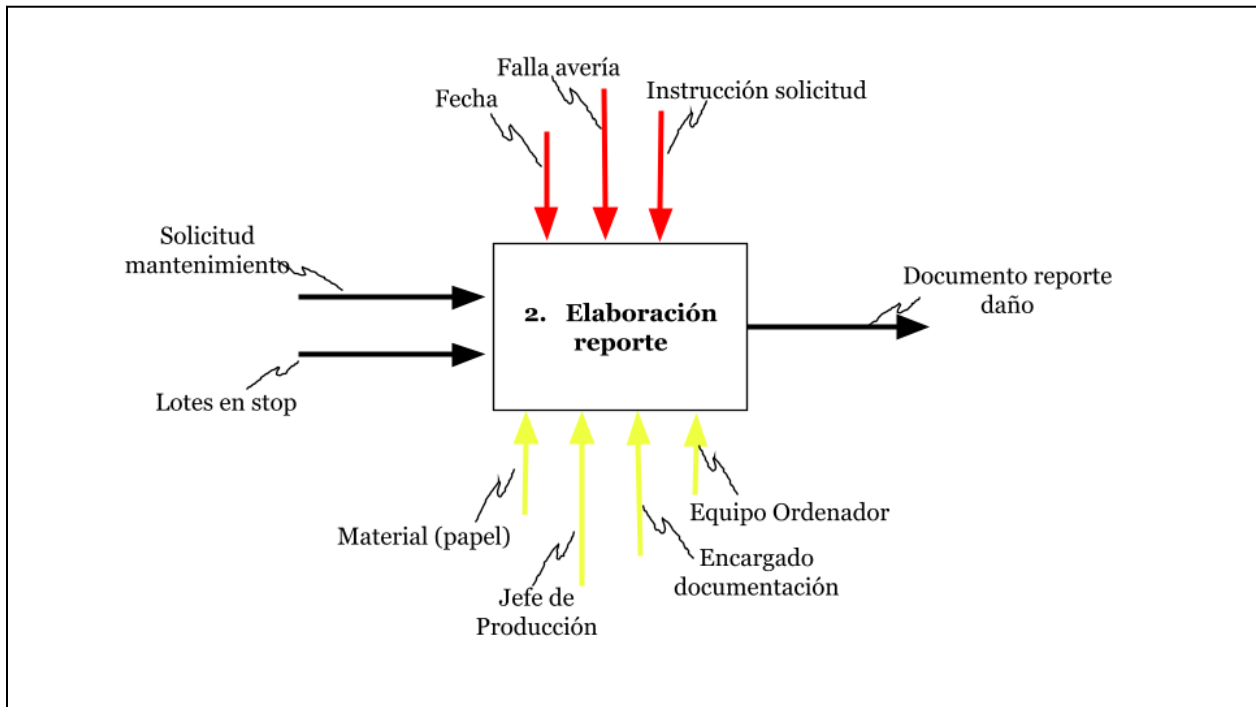 Falla avería
Fecha
Instrucción solicitud
Solicitud
mantenimiento
Lotes en stop
2. Elaboración
reporte
Documento reporte
daño
Material (papel)
Jefe de
Producción
Encargado
documentación
Equipo Ordenador